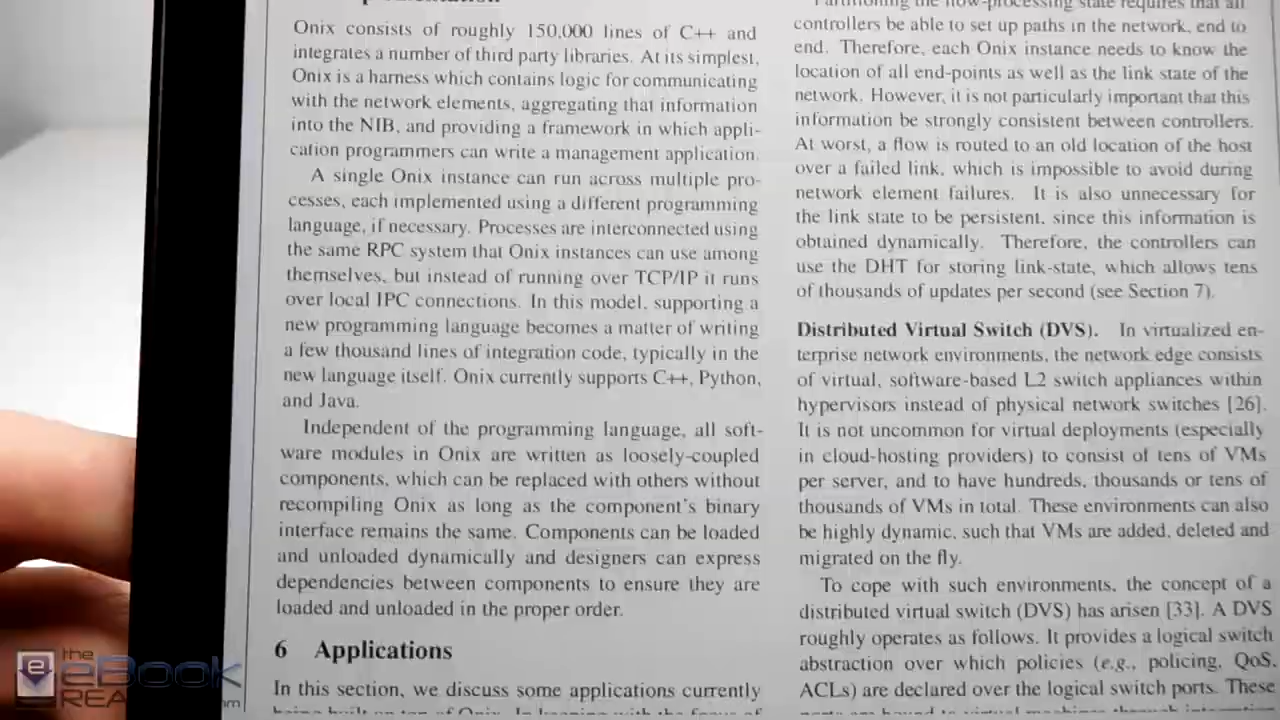 Onix consists of roughly 150,000 lines of C++ and
integrates a number of third party libraries. At its simplest,
Onix is a harness which contains logic for communicating
with the network elements, aggregating that information
into the NIB, and providing a framework in which appli-
cation programmers can write a management application.
A single Onix instance can run across multiple pro-
cesses, each implemented using a different programming
language, if necessary. Processes are interconnected using
the same RPC system that Onix instances can use among
themselves, but instead of running over TCP/IP it runs
over local IPC connections. In this model, supporting a
new programming language becomes a matter of writing
a few thousand lines of integration code, typically in the
new language itself. Onix currently supports C++, Python,
and Java.
Independent of the programming language, all soft-
ware modules in Onix are written as loosely-coupled
components, which can be replaced with others without
recompiling Onix as long as the component's binary
interface remains the same. Components can be loaded
and unloaded dynamically and designers can express
dependencies between components to ensure they are
loaded and unloaded in the proper order.
6 Applications
In this section, we discuss some applications currently
being built on top of Onix. In keeping with the focus of
Partitioning the flow-processing state requires that all
controllers be able to set up paths in the network, end to
end. Therefore, each Onix instance needs to know the
location of all end-points as well as the link state of the
network. However, it is not particularly important that this
information be strongly consistent between controllers.
At worst, a flow is routed to an old location of the host
over a failed link, which is impossible to avoid during
network element failures. It is also unnecessary for
the link state to be persistent, since this information is
obtained dynamically. Therefore, the controllers can
use the DHT for storing link-state, which allows tens
of thousands of updates per second (see Section 7).
Distributed Virtual Switch (DVS). In virtualized en-
terprise network environments, the network edge consists
of virtual, software-based L2 switch appliances within
hypervisors instead of physical network switches [26].
It is not uncommon for virtual deployments (especially
in cloud-hosting providers) to consist of tens of VMs
per server, and to have hundreds, thousands or tens of
thousands of VMs in total. These environments can also
be highly dynamic, such that VMs are added, deleted and
migrated on the fly.
To cope with such environments, the concept of a
distributed virtual switch (DVS) has arisen [33]. A DVS
roughly operates as follows. It provides a logical switch
abstraction over which policies (e.g., policing, QoS,
ACLs) are declared over the logical switch ports. These
the
eBook